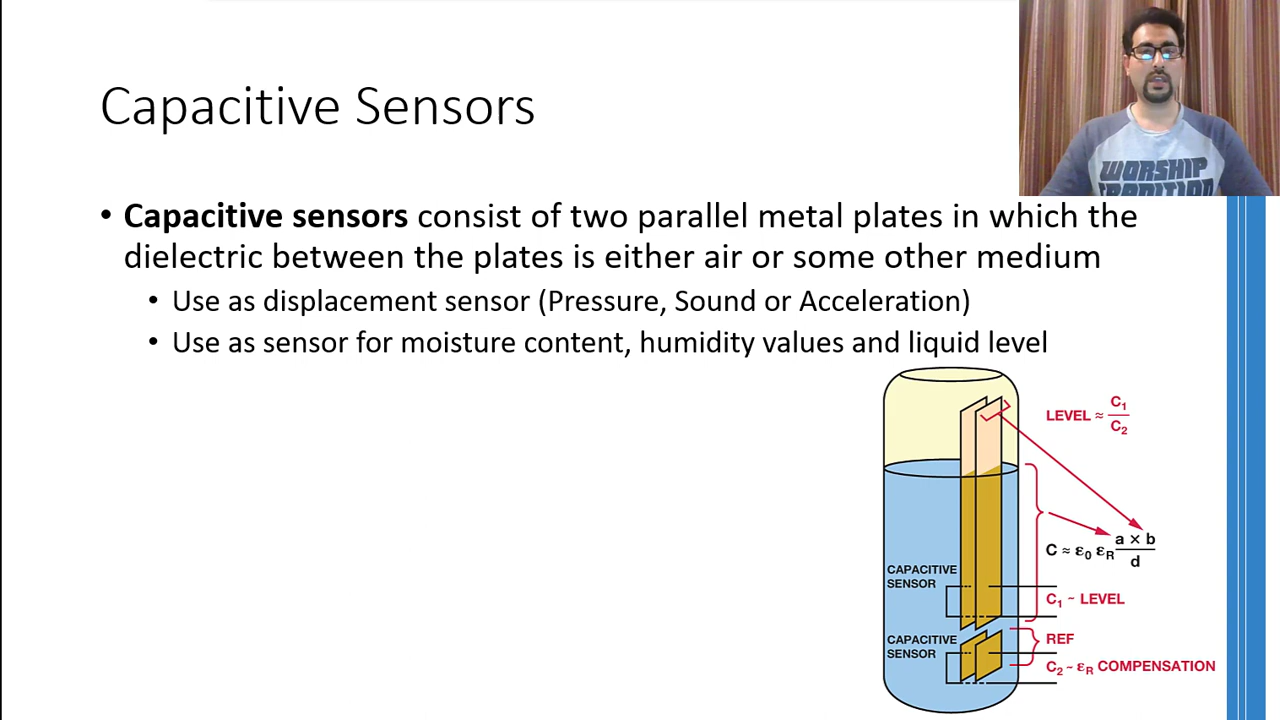 Capacitive Sensors
WORSHIP
TRADITION
• Capacitive sensors consist of two parallel metal plates in which the
dielectric between the plates is either air or some other medium
• Use as displacement sensor (Pressure, Sound or Acceleration)
• Use as sensor for moisture content, humidity values and liquid level
LEVEL ≈ C₁/C₂
C ≈ ε₀ εR a × b/d
CAPACITIVE
SENSOR
C₁ ~ LEVEL
CAPACITIVE
SENSOR
REF
C₂ ~ εR COMPENSATION